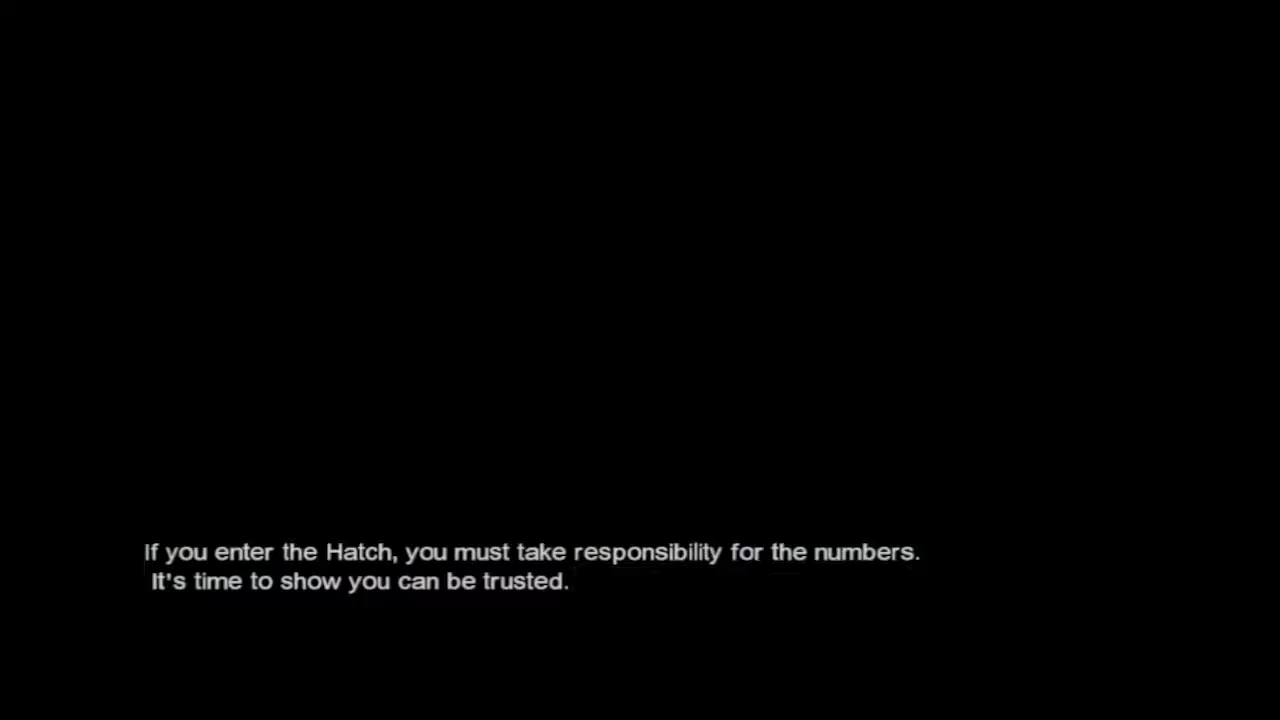 If you enter the Hatch, you must take responsibility for the numbers.
It's time to show you can be trusted.